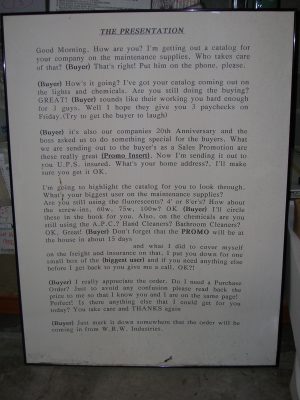 THE PRESENTATION
Good Morning. How are you? I'm getting out a catalog for
your company on the maintenance supplies. Who takes care
of that? (Buyer) That's right! Put him on the phone, please.
(Buyer) How's it going? I've got your catalog coming out on
the lights and chemicals. Are you still doing the buying?
GREAT! (Buyer) sounds like their working you hard enough
for 3 guys. Well I hope they give you 3 paychecks on
Friday. (Try to get the buyer to laugh)
(Buyer) it's also our companies 20th Anniversary and the
boss asked us to do something special for the buyers. What
we are sending out to the buyer's as a Sales Promotion are
these really great (Promo Insert). Now I'm sending it out to
you U.P.S. insured. What's your home address?, I'll make
sure you get it OK.
I'm going to highlight the catalog for you to look through.
What's your biggest user on the maintenance supplies?
Are you still using the fluorescents? 4' or 8'er's? How about
the screw-ins, 60w, 75w, 100w? OK (Buyer) I'll circle
these in the book for you. Also, on the chemicals are you
still using the A.P.C.? Hand Cleaners? Bathroom Cleaners?
OK, Great! (Buyer) Don't forget that the PROMO will be at
the house in about 15 days
and what I did to cover myself
on the freight and insurance on that, I put you down for one
small box of the (biggest user) and if you need anything else
before I get back to you give me a call, OK?!
(Buyer) I really appreciate the order. Do I need a Purchase
Order? Just to avoid any confusion please read back the
price to me so that I know you and I are on the same page!
Perfect! Is there anything else that I could get for you
today? You take care and THANKS again
(Buyer) Just mark it down somewhere that the order will be
coming in from W.R.W. Industries.